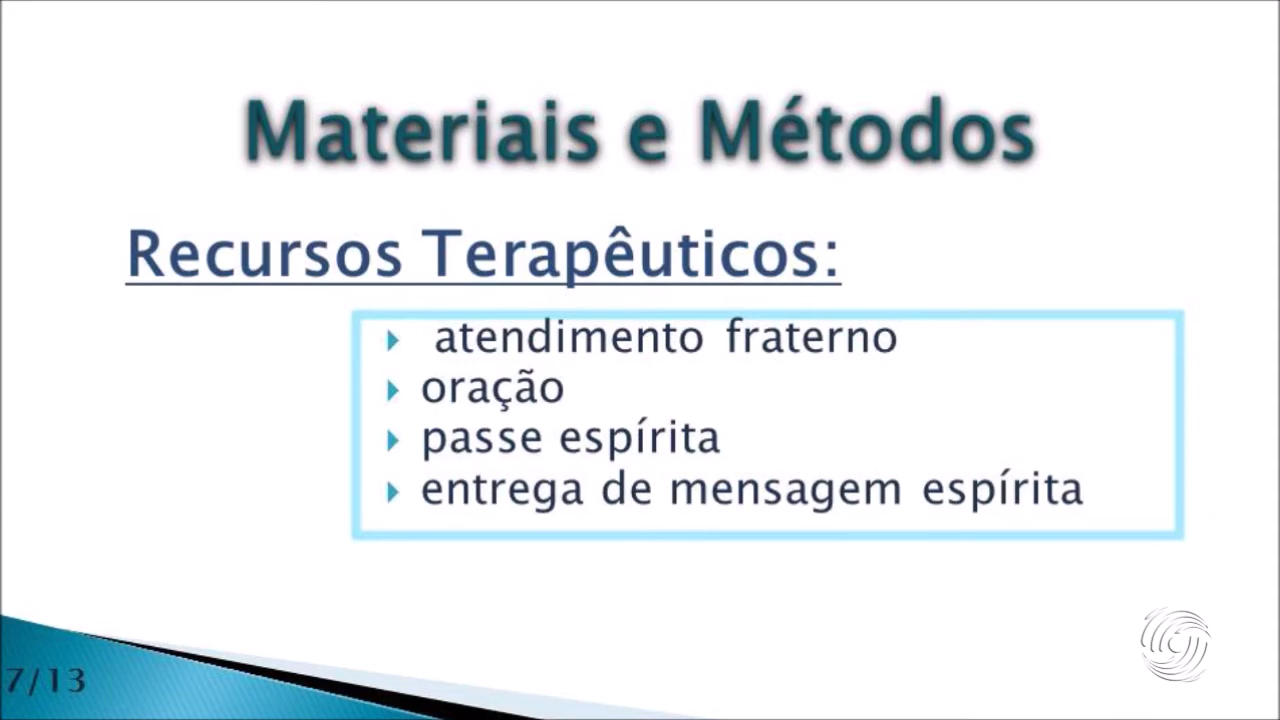 Materiais e Métodos
Recursos Terapêuticos:
atendimento fraterno
oração
passe espírita
entrega de mensagem espírita
7/13